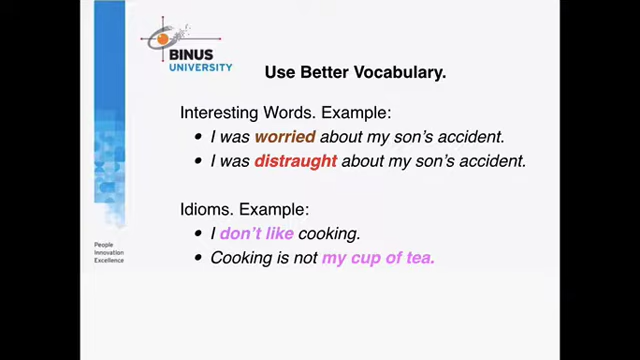 BINUS
UNIVERSITY
Use Better Vocabulary.
Interesting Words. Example:
• I was worried about my son's accident.
• I was distraught about my son's accident.
Idioms. Example:
• I don't like cooking.
• Cooking is not my cup of tea.
People
Innovation
Excellence